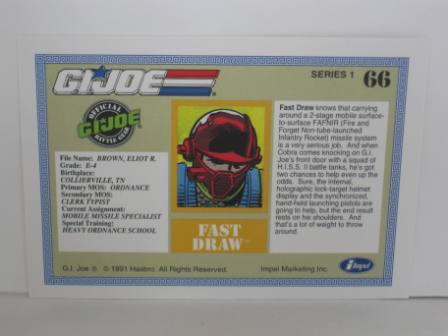 G.I.JOE
SERIES 1 66
OFFICIAL
G.I.JOE
BATTLE GEAR
File Name: BROWN, ELIOT R.
Grade: E-4
Birthplace:
COLLIERVILLE, TN
Primary MOS: ORDNANCE
Secondary MOS:
CLERK TYPIST
Current Assignment:
MOBILE MISSILE SPECIALIST
Special Training:
HEAVY ORDNANCE SCHOOL
FAST
DRAW™
Fast Draw knows that carrying
around a 2-stage mobile surface-
to-surface FAFNIR (Fire and
Forget Non-tube-launched
Infantry Rocket) missile system
is a very serious job. And when
Cobra comes knocking on G.I.
Joe's front door with a squad of
H.I.S.S. II battle tanks, he's got
two chances to help even up the
odds. Sure, the internal,
holographic lock-target helmet
display and the synchronized,
hand-held launching pistols are
going to help, but the end result
rests on his shoulders. And
that's a lot of weight to throw
around.
G.I. Joe ® © 1991 Hasbro. All Rights Reserved. Impel Marketing Inc. impel